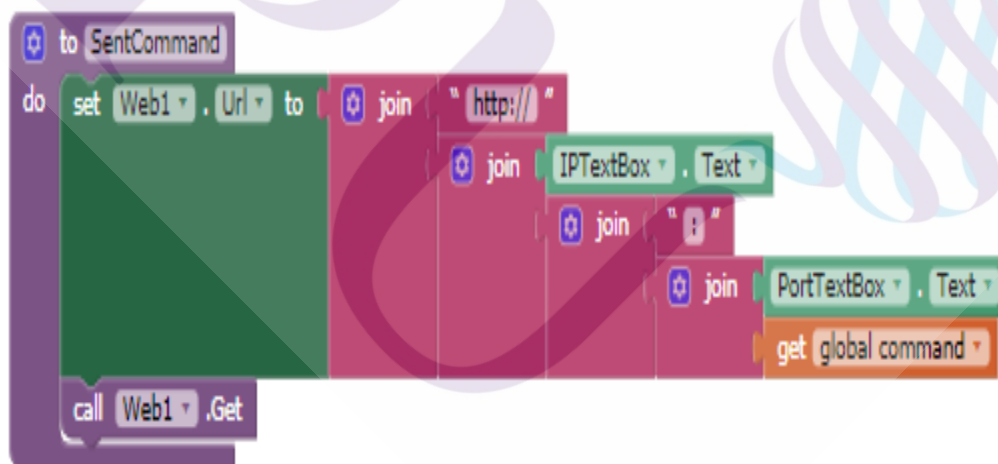 to SentCommand
do set Web1 . Url to join " http:// "
join IPTextBox . Text
join " : "
join PortTextBox . Text
get global command
call Web1 .Get